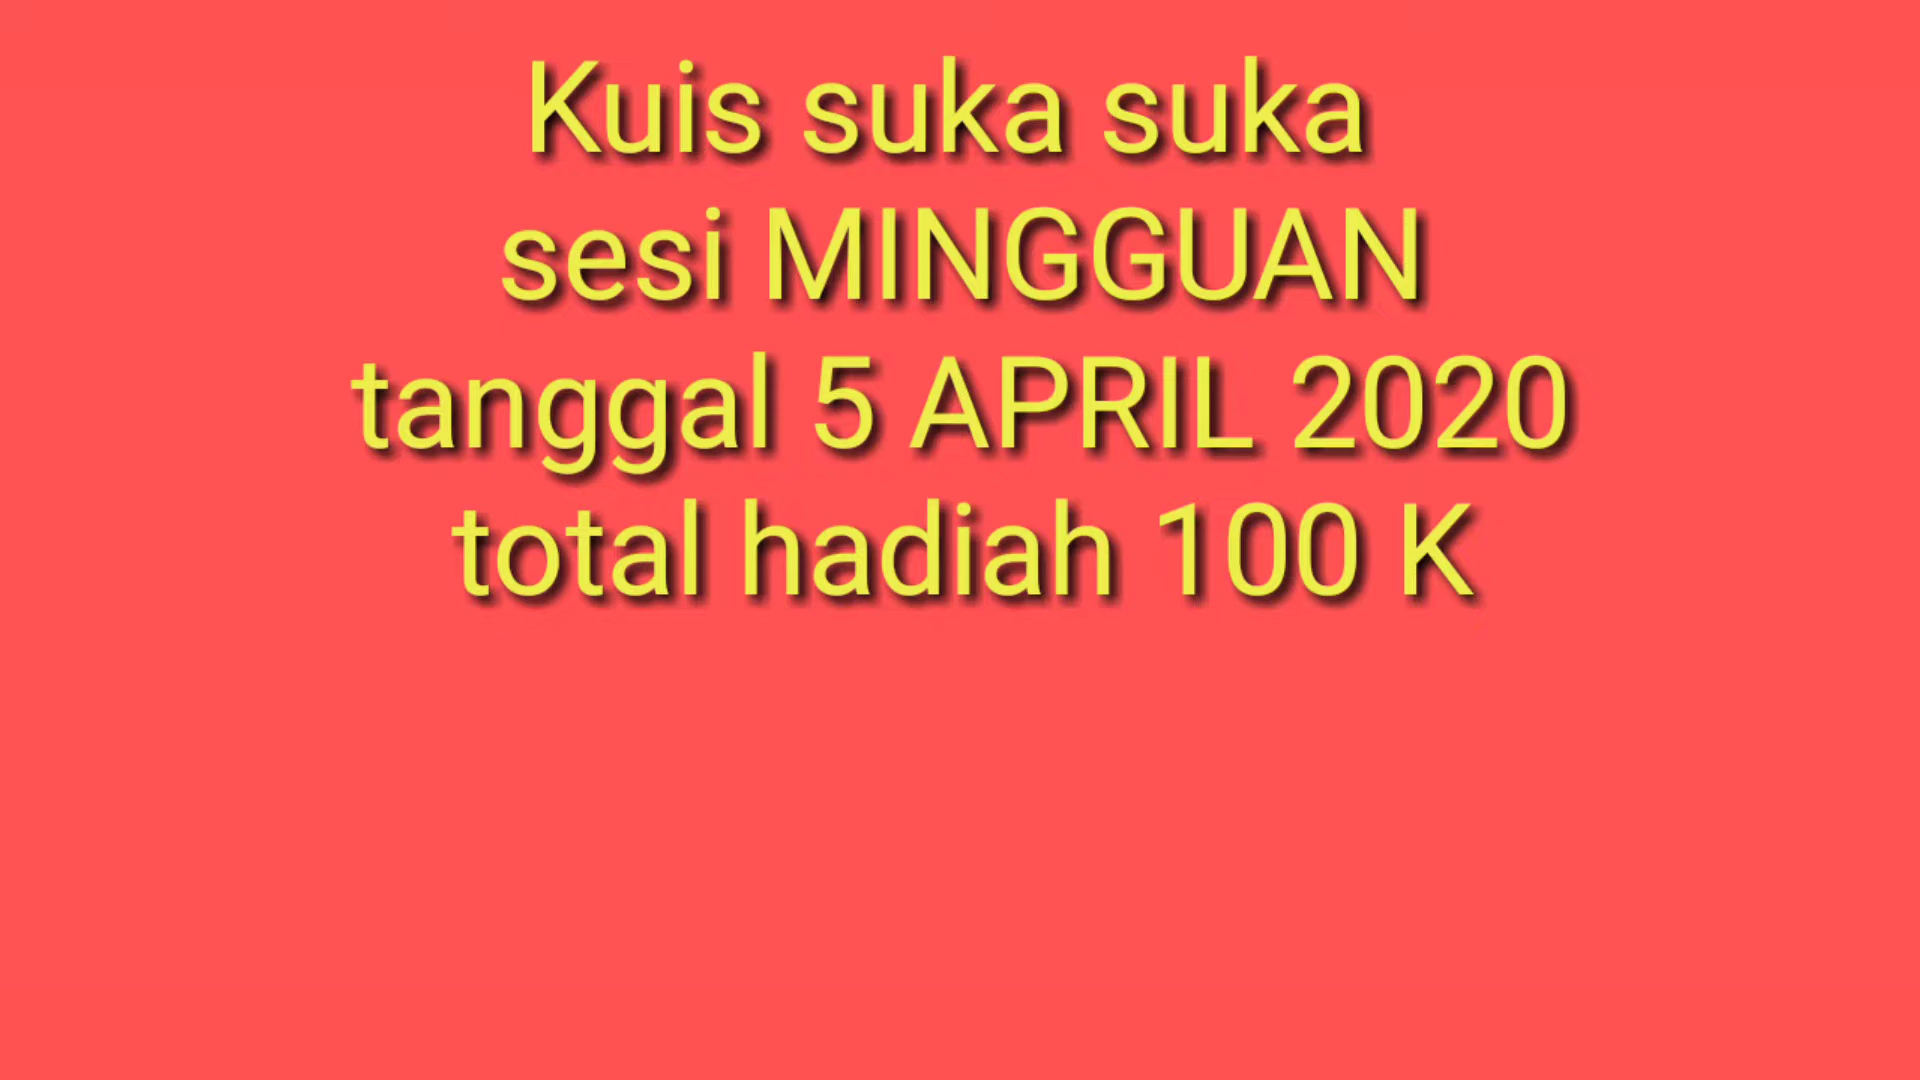 Kuis suka suka
sesi MINGGUAN
tanggal 5 APRIL 2020
total hadiah 100 K